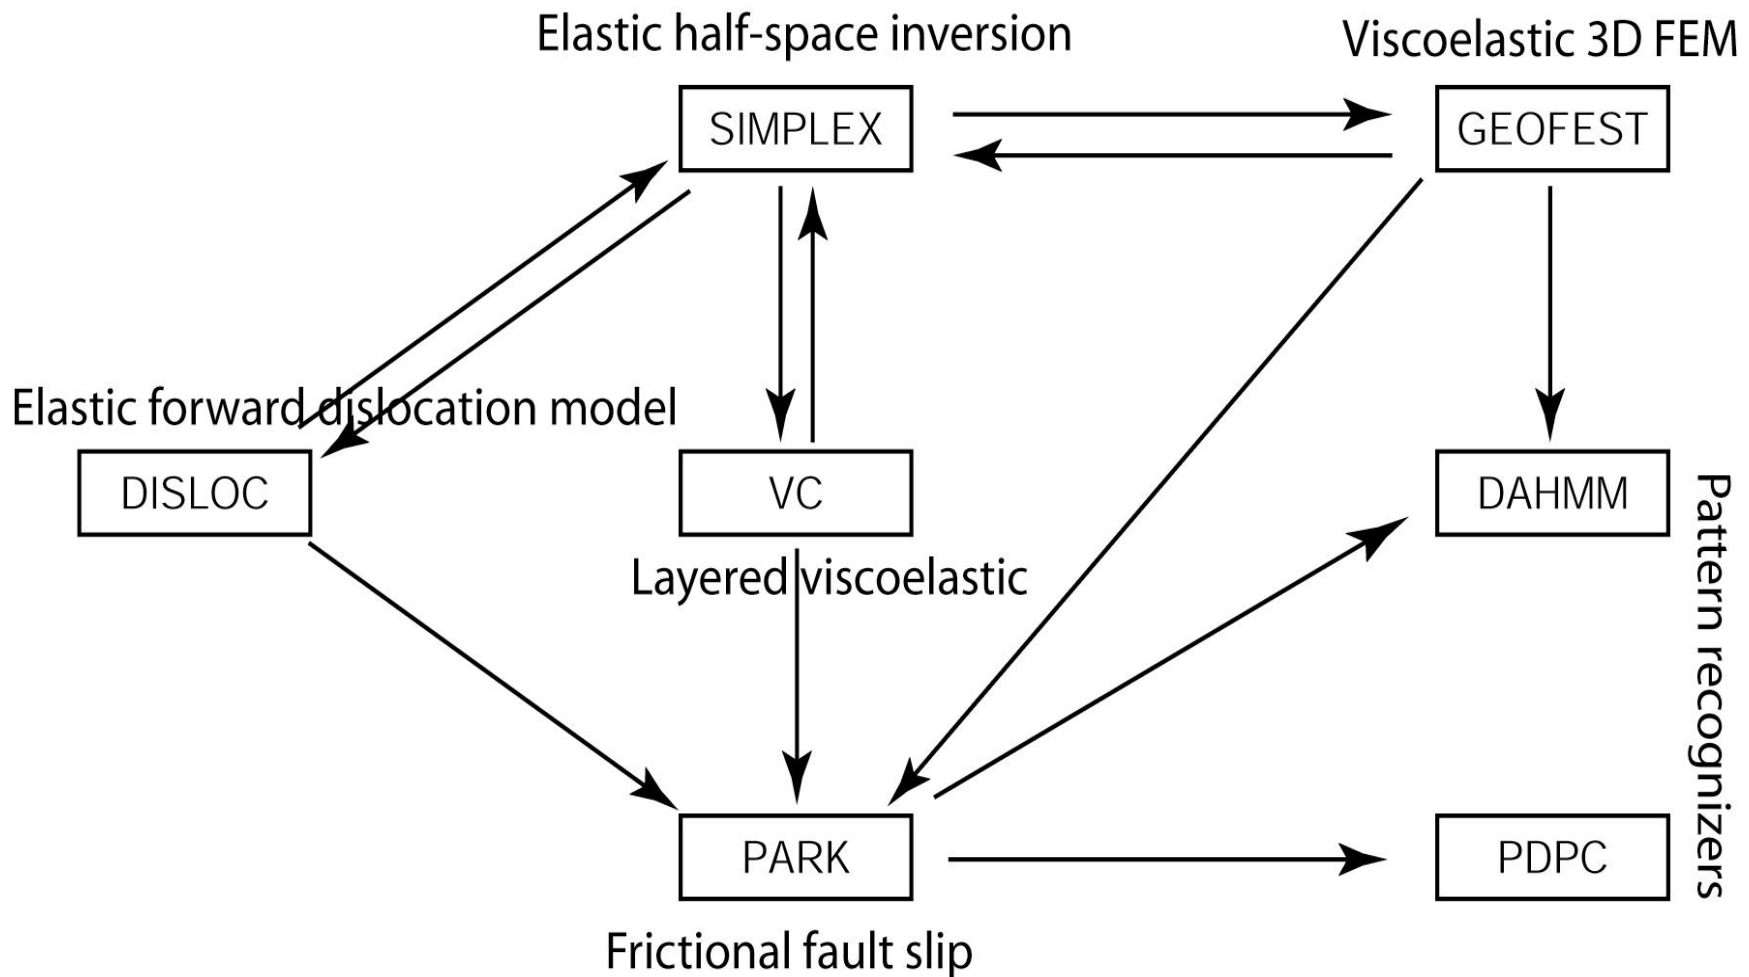 Elastic half-space inversion
Viscoelastic 3D FEM
SIMPLEX
GEOFEST
Elastic forward dislocation model
DISLOC
VC
DAHMM
Layered viscoelastic
Pattern recognizers
PARK
PDPC
Frictional fault slip